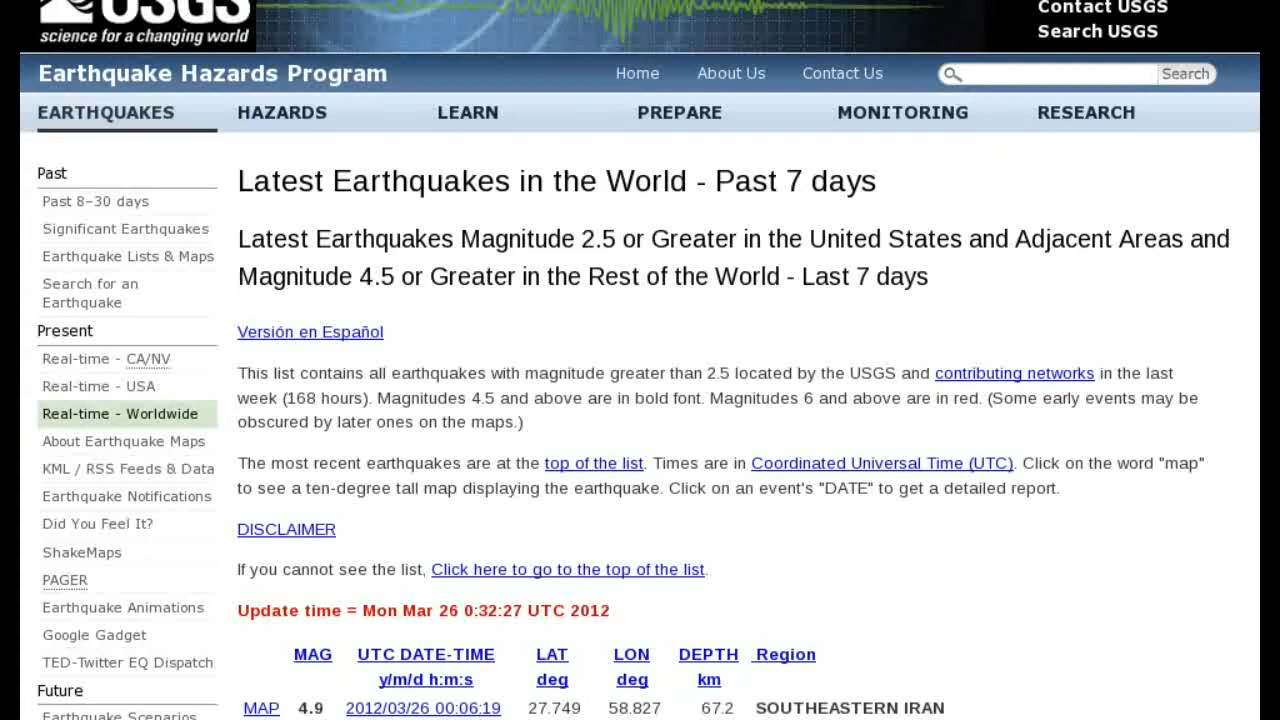 USGS
science for a changing world
Contact USGS
Search USGS
Earthquake Hazards Program
Home
About Us
Contact Us
Search
EARTHQUAKES
HAZARDS
LEARN
PREPARE
MONITORING
RESEARCH
Past
Past 8–30 days
Significant Earthquakes
Earthquake Lists & Maps
Search for an
Earthquake
Present
Real-time - CA/NV
Real-time - USA
Real-time - Worldwide
About Earthquake Maps
KML / RSS Feeds & Data
Earthquake Notifications
Did You Feel It?
ShakeMaps
PAGER
Earthquake Animations
Google Gadget
TED-Twitter EQ Dispatch
Future
Earthquake Scenarios
Latest Earthquakes in the World - Past 7 days
Latest Earthquakes Magnitude 2.5 or Greater in the United States and Adjacent Areas and
Magnitude 4.5 or Greater in the Rest of the World - Last 7 days
Versión en Español
This list contains all earthquakes with magnitude greater than 2.5 located by the USGS and contributing networks in the last
week (168 hours). Magnitudes 4.5 and above are in bold font. Magnitudes 6 and above are in red. (Some early events may be
obscured by later ones on the maps.)
The most recent earthquakes are at the top of the list. Times are in Coordinated Universal Time (UTC). Click on the word "map"
to see a ten-degree tall map displaying the earthquake. Click on an event's "DATE" to get a detailed report.
DISCLAIMER
If you cannot see the list, Click here to go to the top of the list.
Update time = Mon Mar 26 0:32:27 UTC 2012
MAG UTC DATE-TIME LAT LON DEPTH Region
y/m/d h:m:s deg deg km
MAP 4.9 2012/03/26 00:06:19 27.749 58.827 67.2 SOUTHEASTERN IRAN